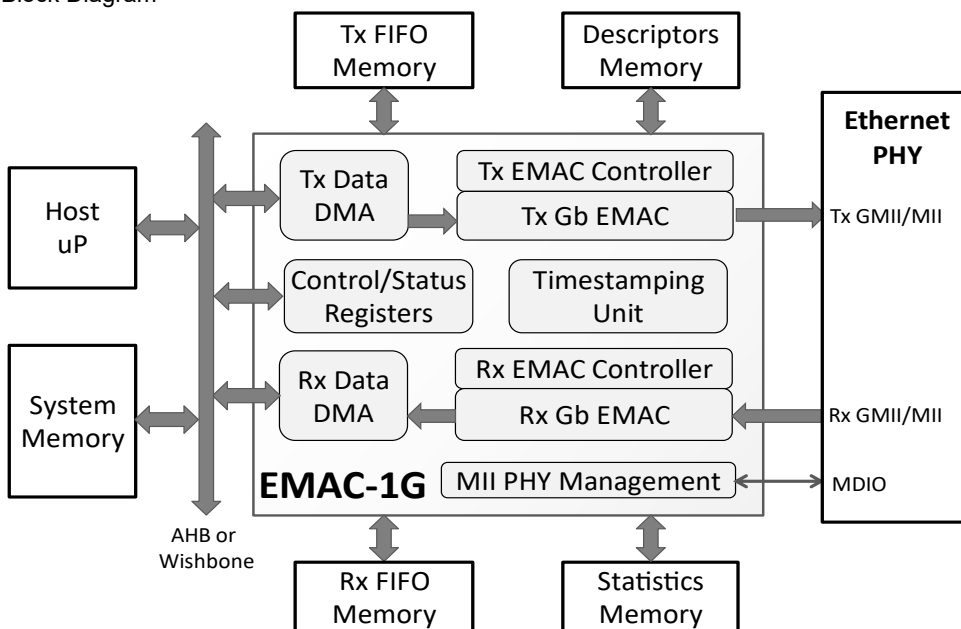 Block Diagram
Tx FIFO
Memory
Descriptors
Memory
Ethernet
PHY
Host
uP
Tx Data
DMA
Tx EMAC Controller
Tx Gb EMAC
Tx GMII/MII
Control/Status
Registers
Timestamping
Unit
System
Memory
Rx Data
DMA
Rx EMAC Controller
Rx Gb EMAC
Rx GMII/MII
EMAC-1G
MII PHY Management
MDIO
AHB or
Wishbone
Rx FIFO
Memory
Statistics
Memory